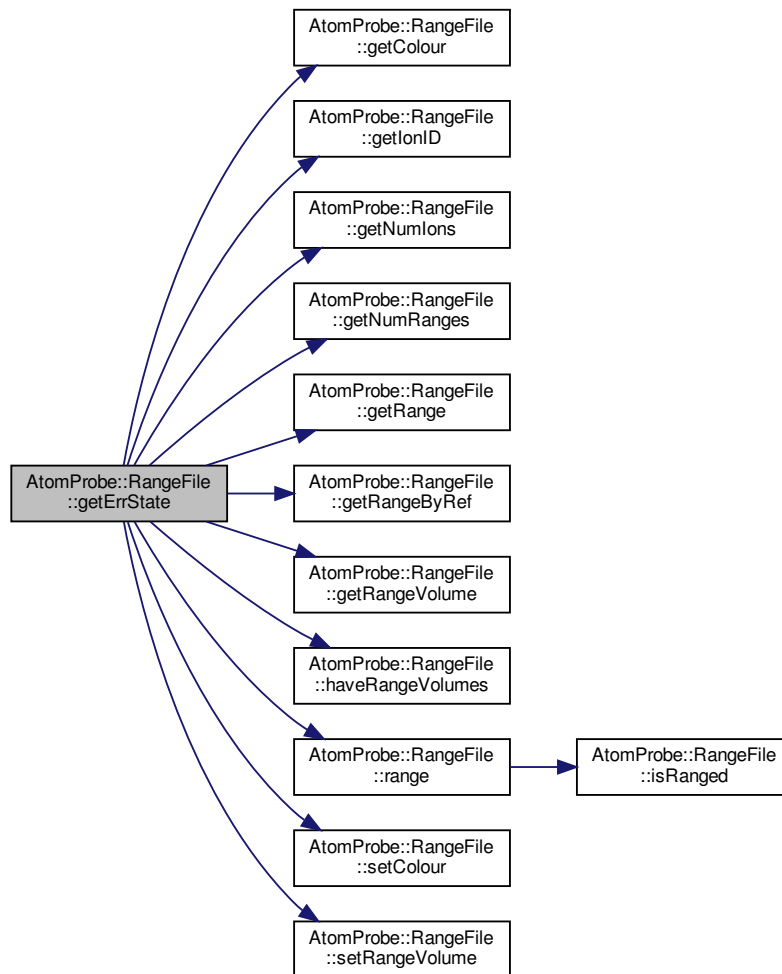 AtomProbe::RangeFile
::getColour
AtomProbe::RangeFile
::getIonID
AtomProbe::RangeFile
::getNumIons
AtomProbe::RangeFile
::getNumRanges
AtomProbe::RangeFile
::getRange
AtomProbe::RangeFile
::getErrState
AtomProbe::RangeFile
::getRangeByRef
AtomProbe::RangeFile
::getRangeVolume
AtomProbe::RangeFile
::haveRangeVolumes
AtomProbe::RangeFile
::range
AtomProbe::RangeFile
::isRanged
AtomProbe::RangeFile
::setColour
AtomProbe::RangeFile
::setRangeVolume